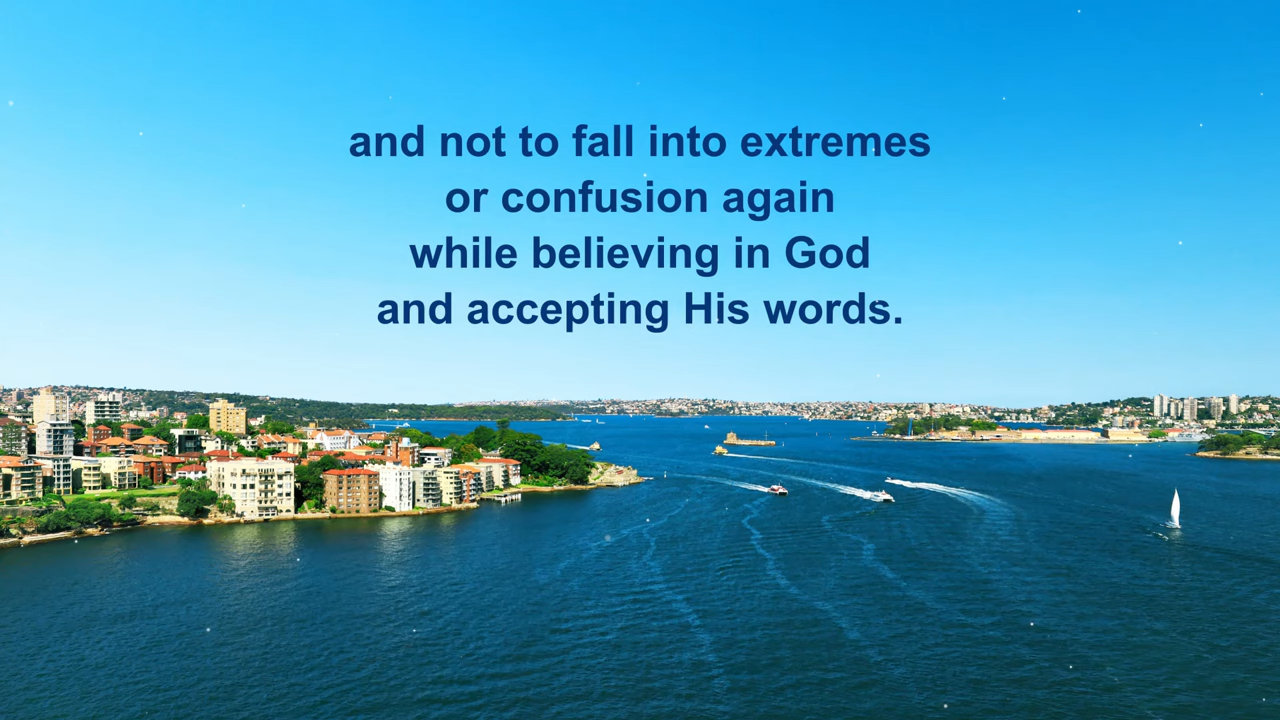 and not to fall into extremes
or confusion again
while believing in God
and accepting His words.